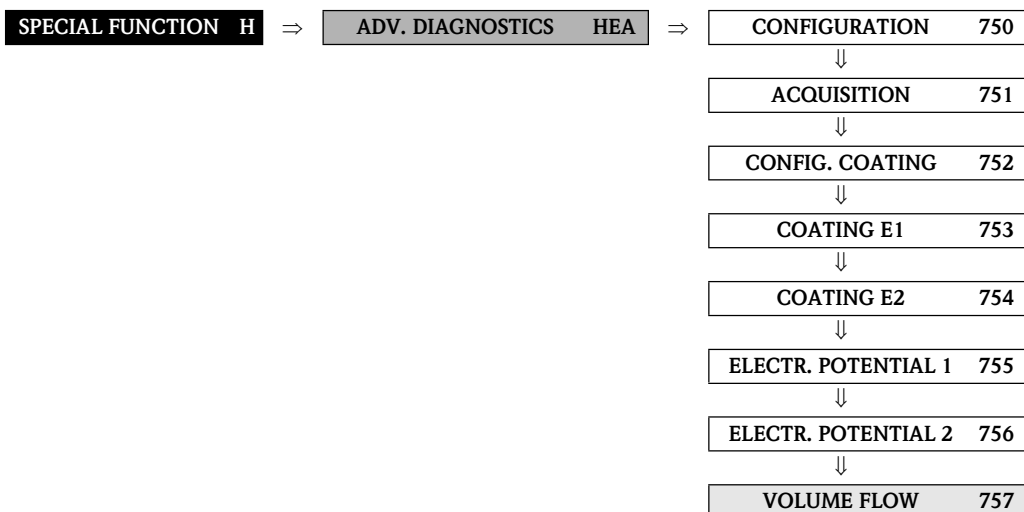 SPECIAL FUNCTION H ⇒ ADV. DIAGNOSTICS HEA ⇒ CONFIGURATION 750
⇓
ACQUISITION 751
⇓
CONFIG. COATING 752
⇓
COATING E1 753
⇓
COATING E2 754
⇓
ELECTR. POTENTIAL 1 755
⇓
ELECTR. POTENTIAL 2 756
⇓
VOLUME FLOW 757